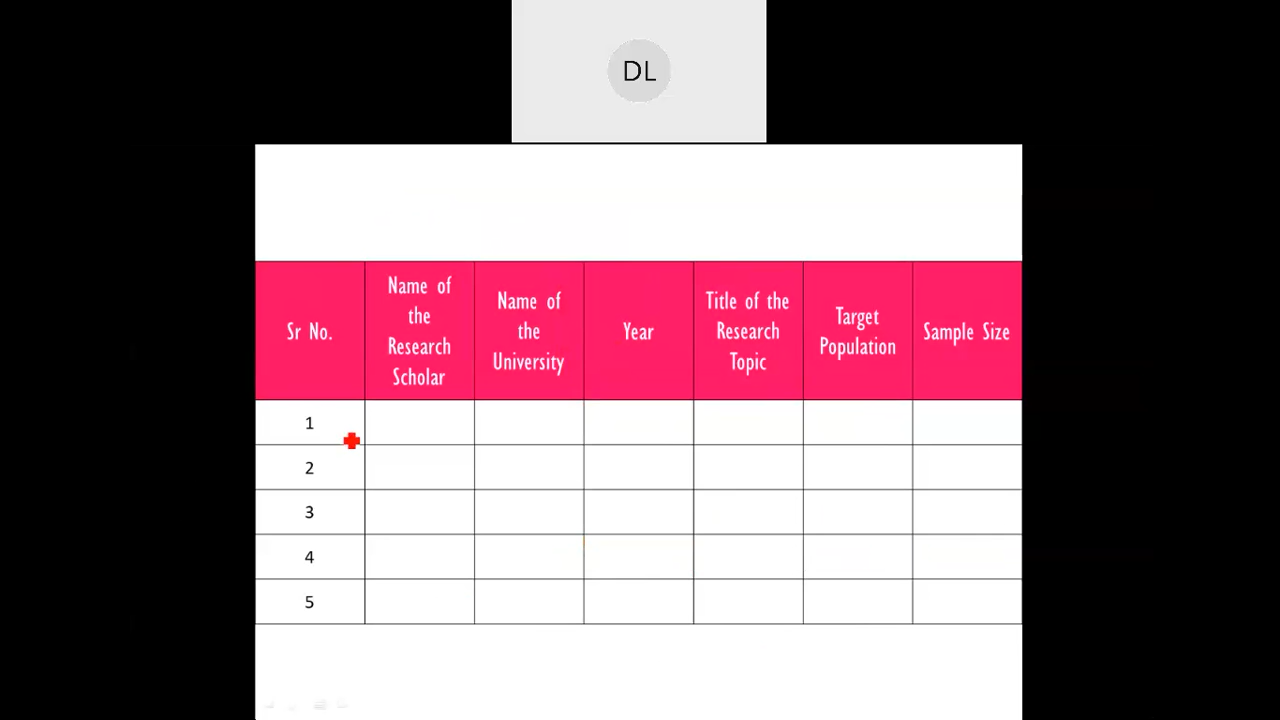 DL
Sr No.
Name of
the
Research
Scholar
Name of
the
University
Year
Title of the
Research
Topic
Target
Population
Sample Size
1
2
3
4
5